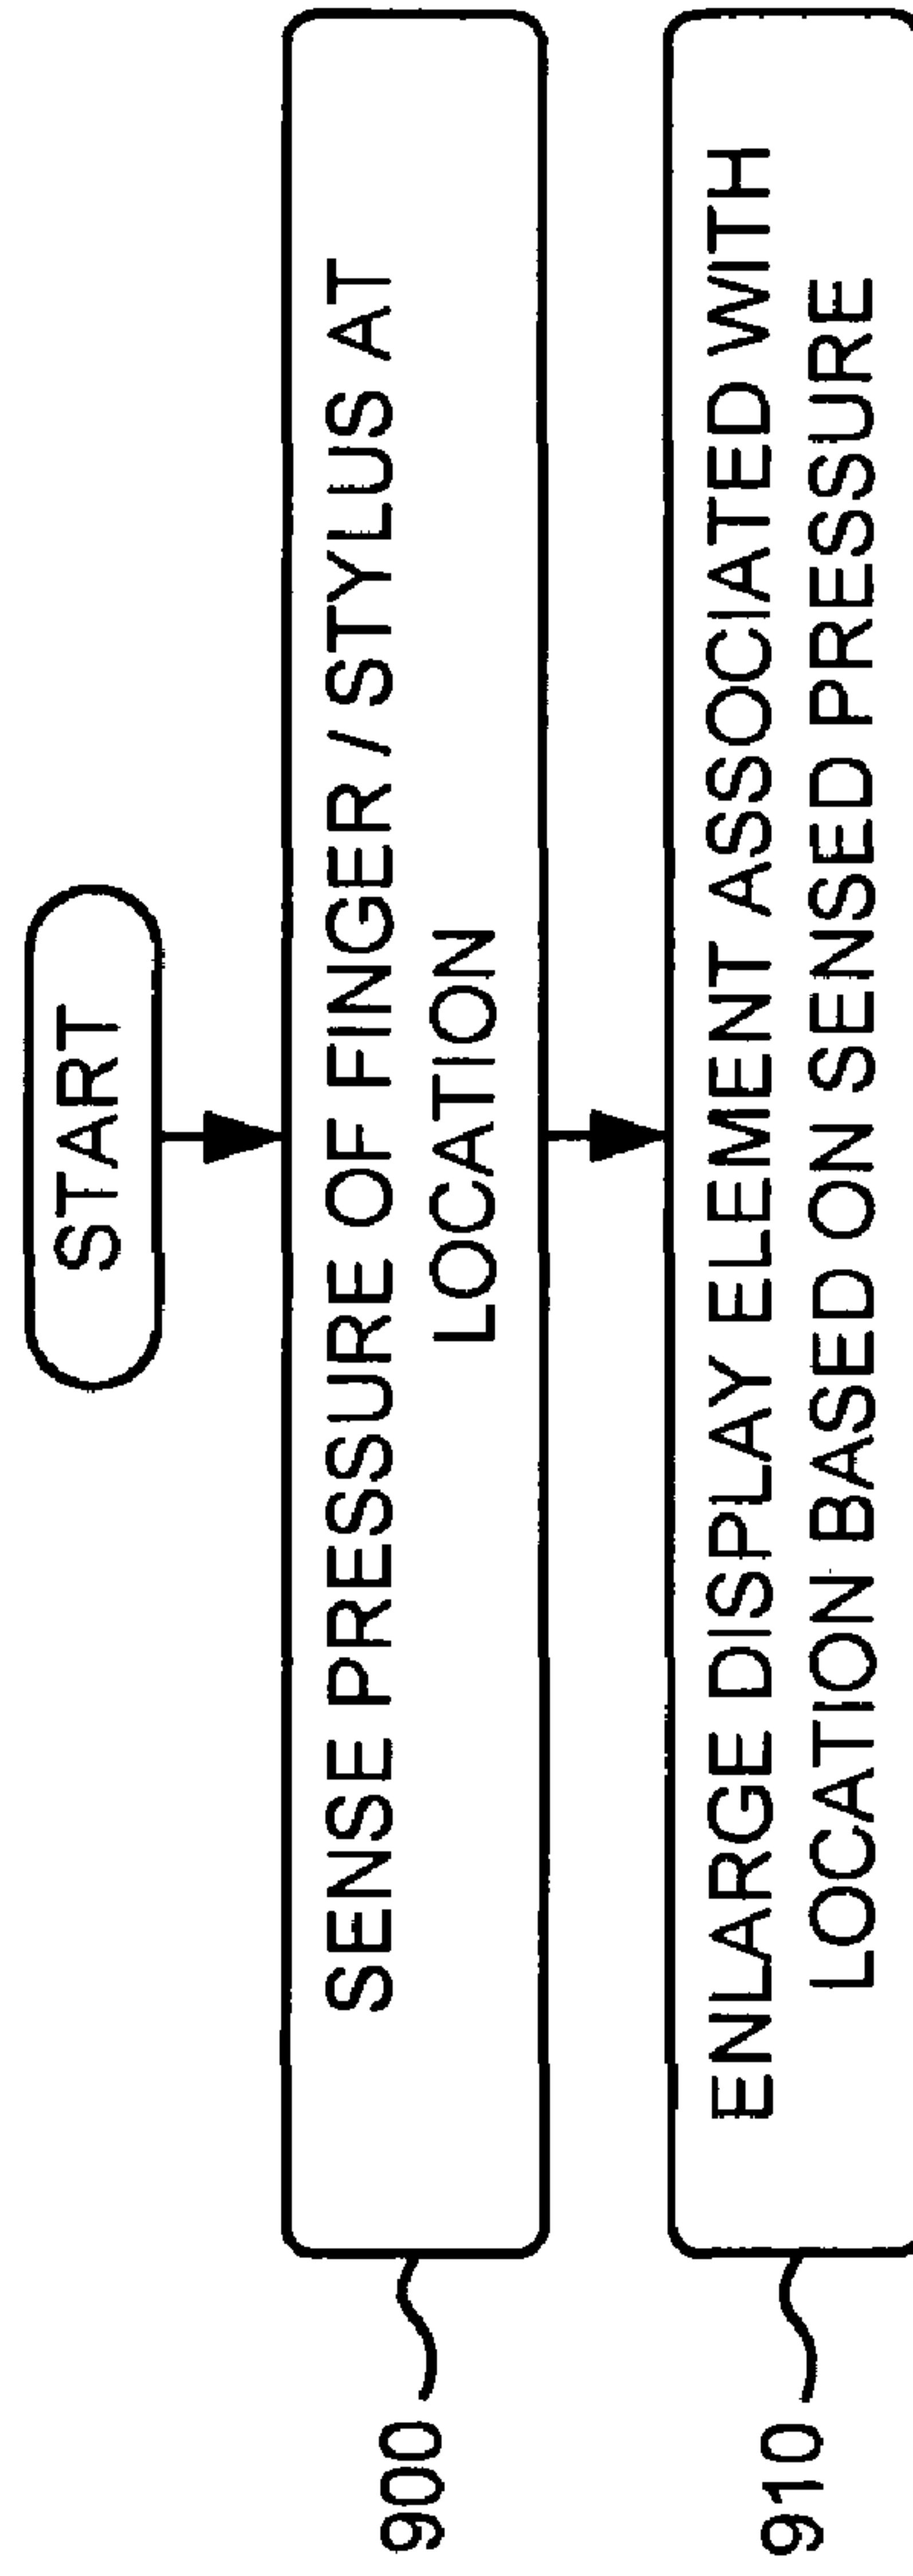 START
SENSE PRESSURE OF FINGER / STYLUS AT
LOCATION
900
ENLARGE DISPLAY ELEMENT ASSOCIATED WITH
LOCATION BASED ON SENSED PRESSURE
910